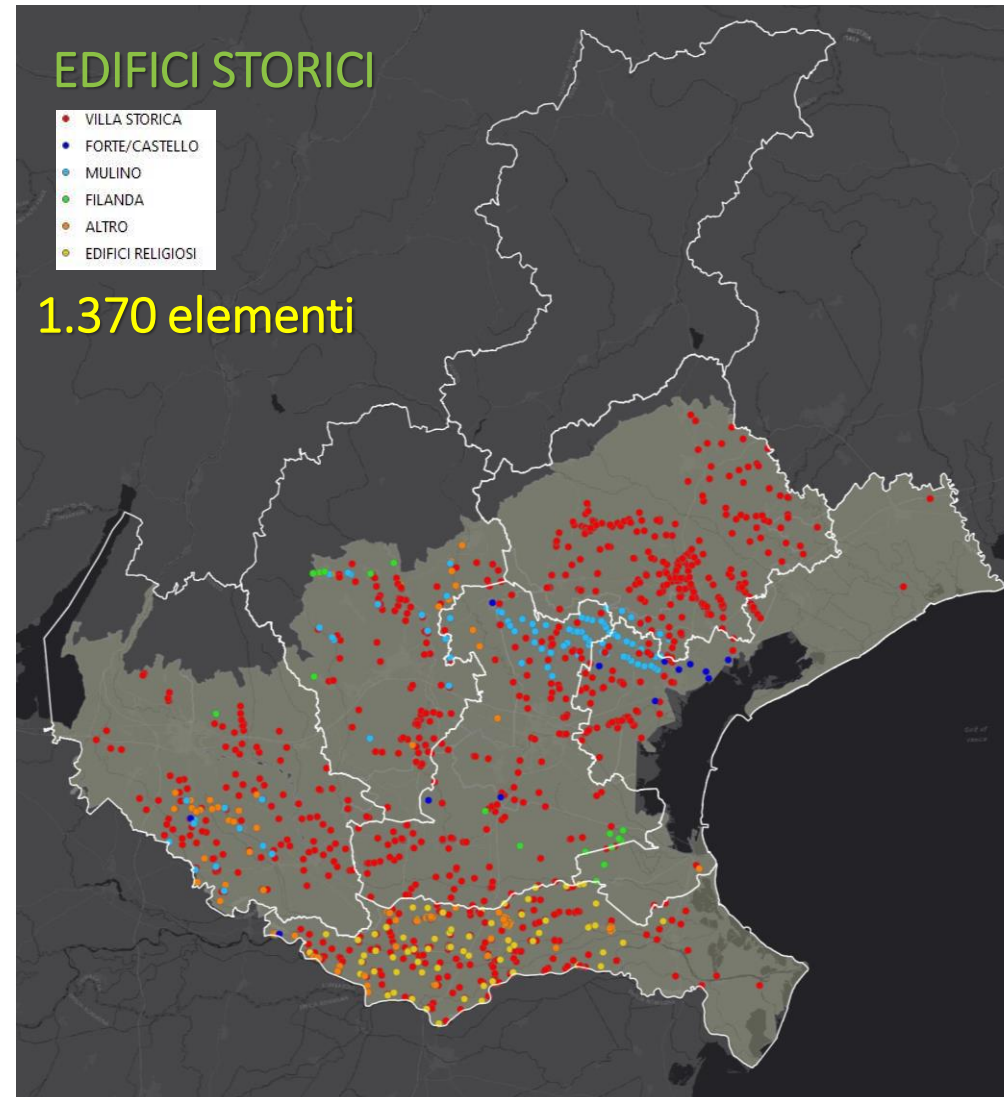 EDIFICI STORICI
VILLA STORICA
FORTE/CASTELLO
MULINO
FILANDA
ALTRO
EDIFICI RELIGIOSI
1.370 elementi